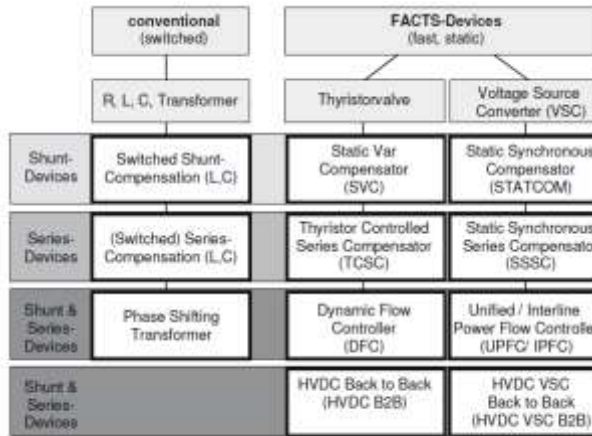 conventional
(switched)
FACTS-Devices
(fast, static)
R, L, C, Transformer
Thyristorvalve
Voltage Source
Converter (VSC)
Shunt-
Devices
Switched Shunt-
Compensation (L,C)
Static Var
Compensator
(SVC)
Static Synchronous
Compensator
(STATCOM)
Series-
Devices
(Switched) Series-
Compensation (L,C)
Thyristor Controlled
Series Compensator
(TCSC)
Static Synchronous
Series Compensator
(SSSC)
Shunt &
Series-
Devices
Phase Shifting
Transformer
Dynamic Flow
Controller
(DFC)
Unified / Interline
Power Flow Controller
(UPFC/ IPFC)
Shunt &
Series-
Devices
HVDC Back to Back
(HVDC B2B)
HVDC VSC
Back to Back
(HVDC VSC B2B)